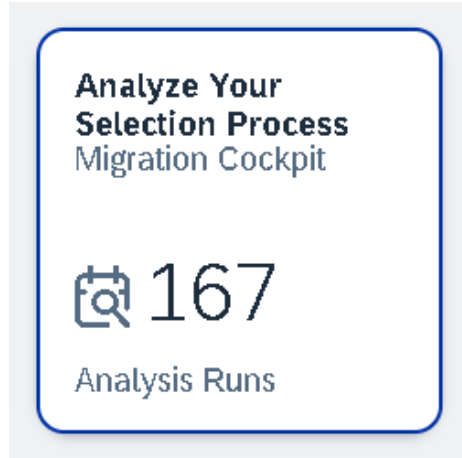 Analyze Your
Selection Process
Migration Cockpit
167
Analysis Runs